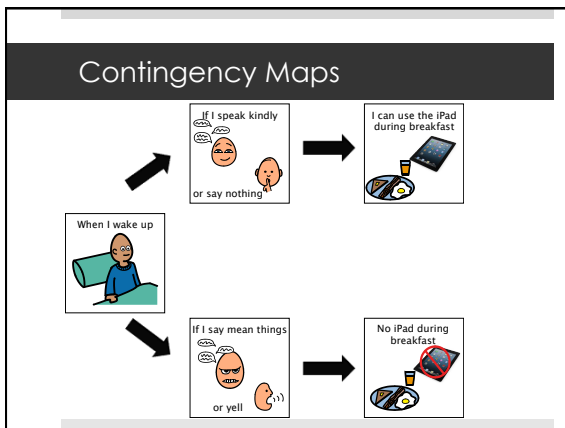 Contingency Maps
If I speak kindly
or say nothing
I can use the iPad
during breakfast
When I wake up
If I say mean things
or yell
No iPad during
breakfast